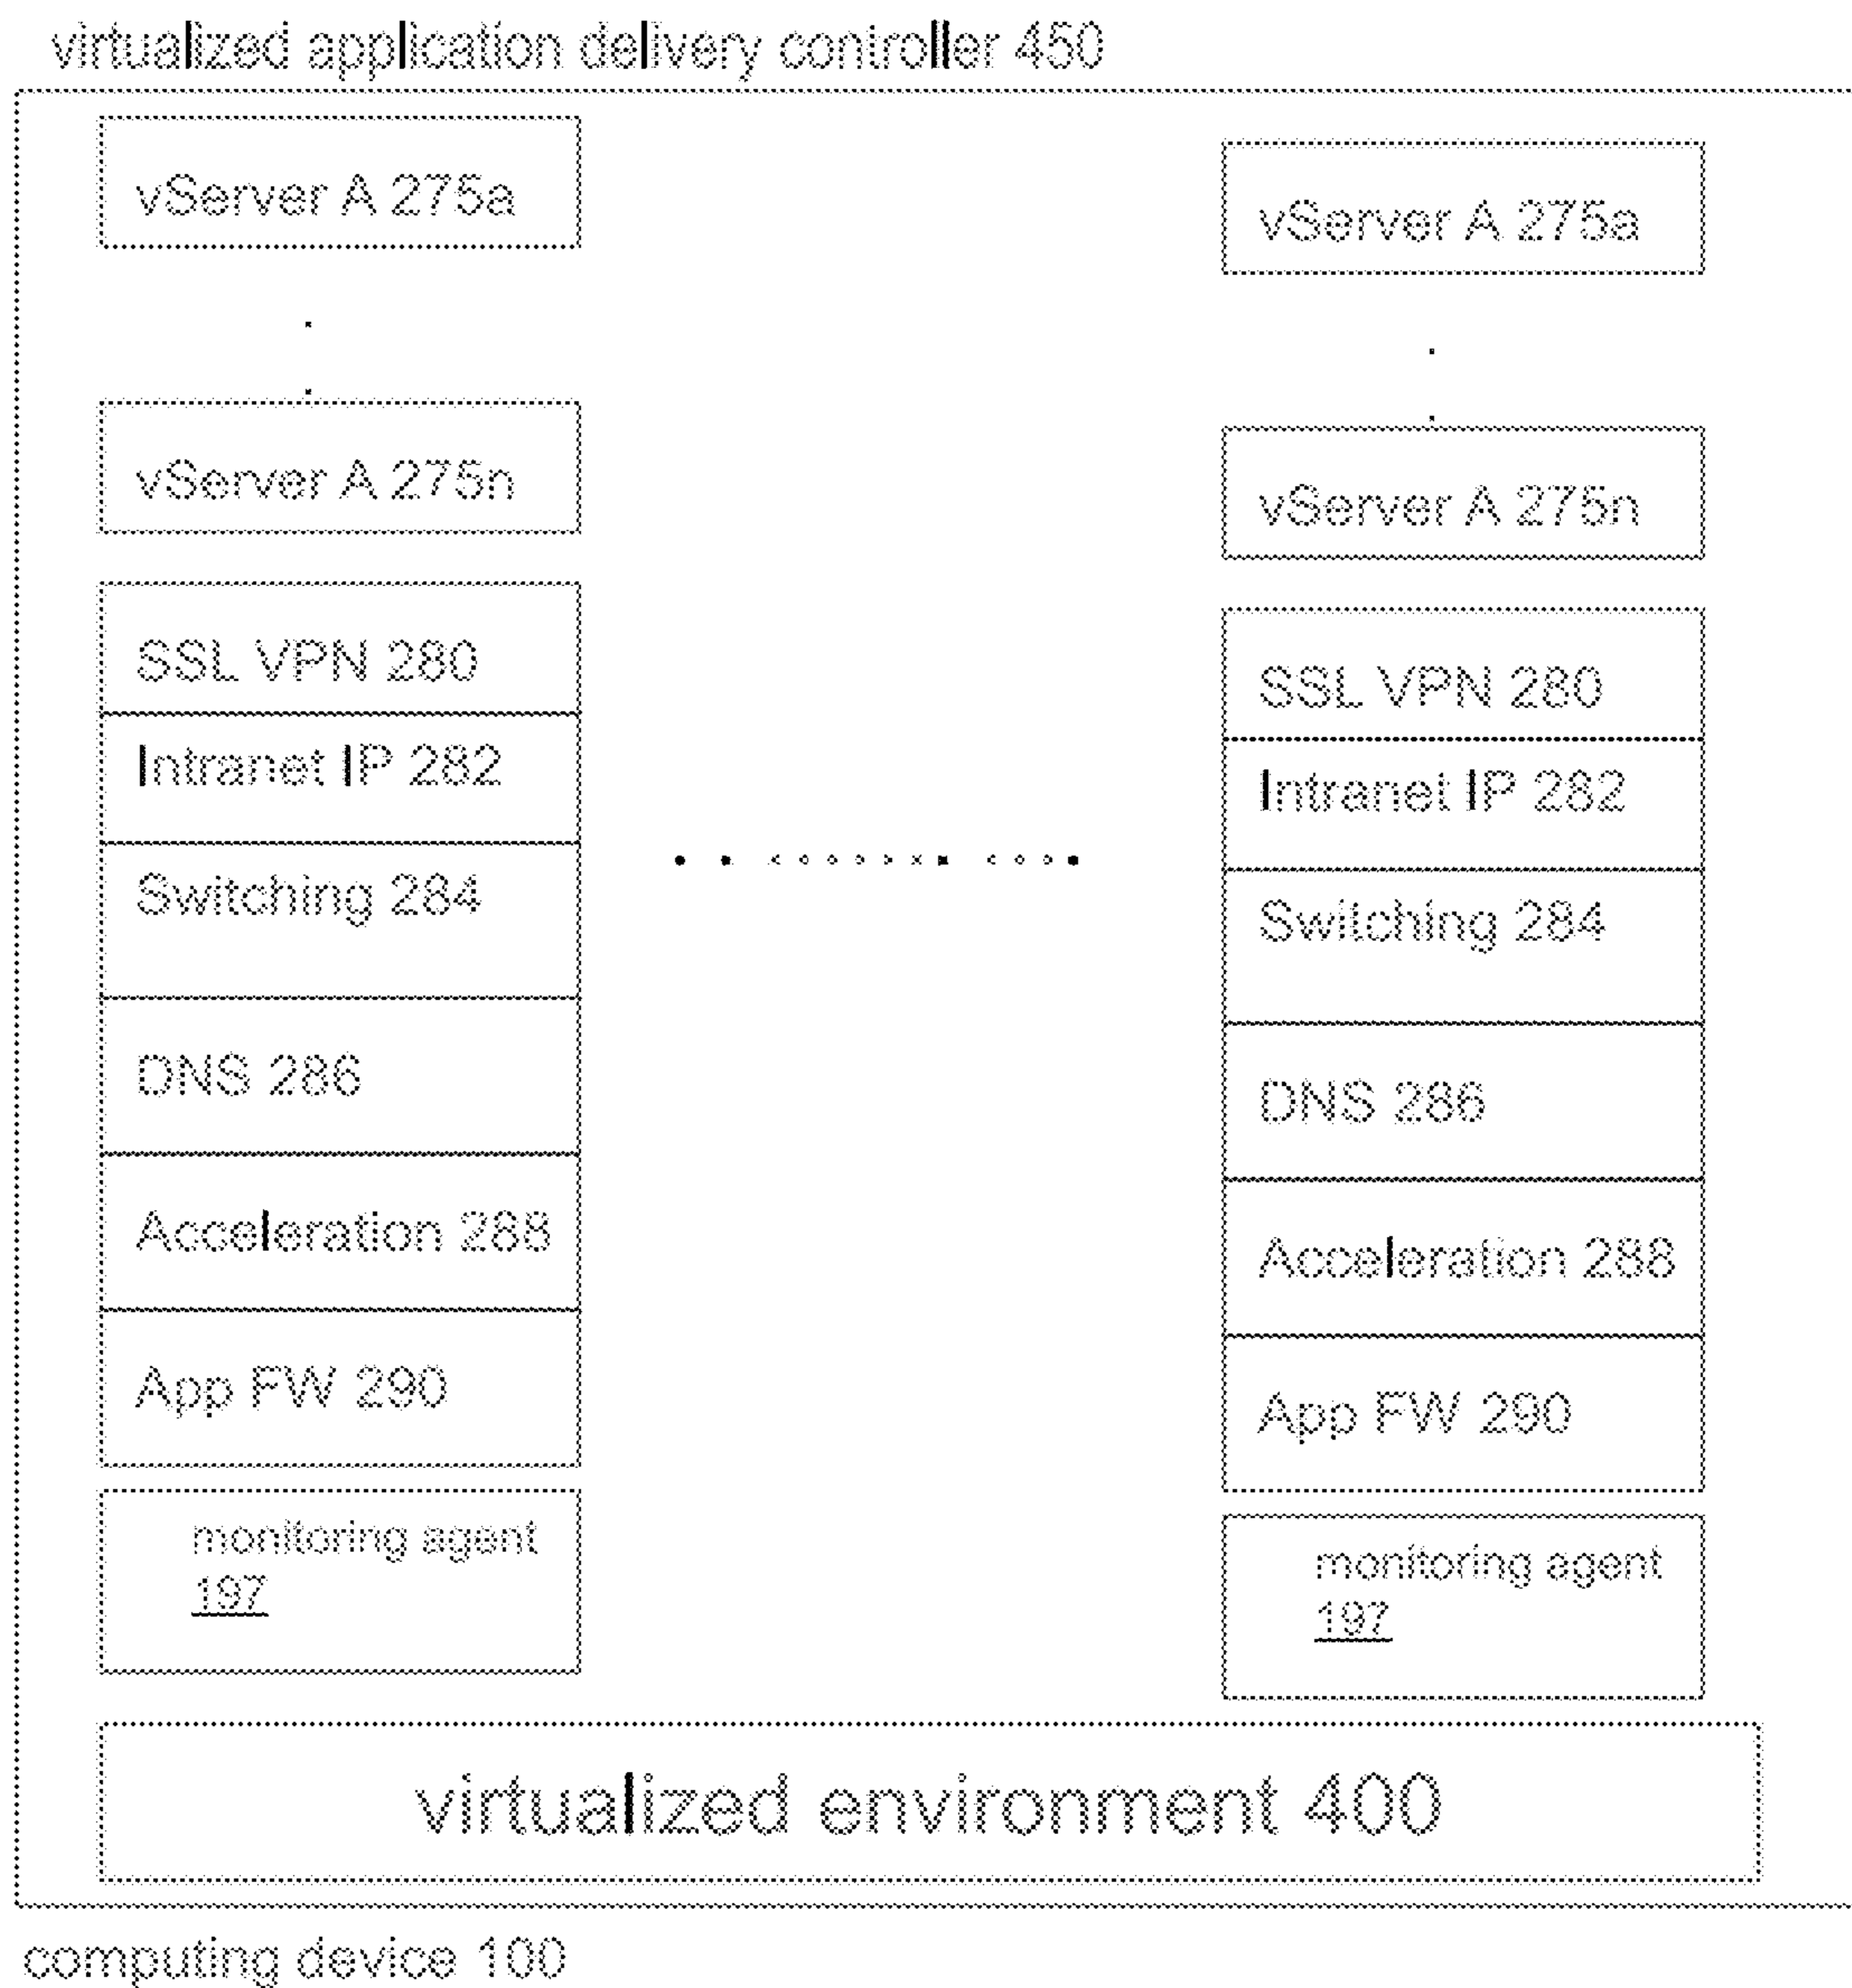 virtualized application delivery controller 450
vServer A 275a
vServer A 275n
SSL VPN 280
Intranet IP 282
Switching 284
DNS 286
Acceleration 288
App FW 290
monitoring agent
197
vServer A 275a
vServer A 275n
SSL VPN 280
Intranet IP 282
Switching 284
DNS 286
Acceleration 288
App FW 290
monitoring agent
197
virtualized environment 400
computing device 100